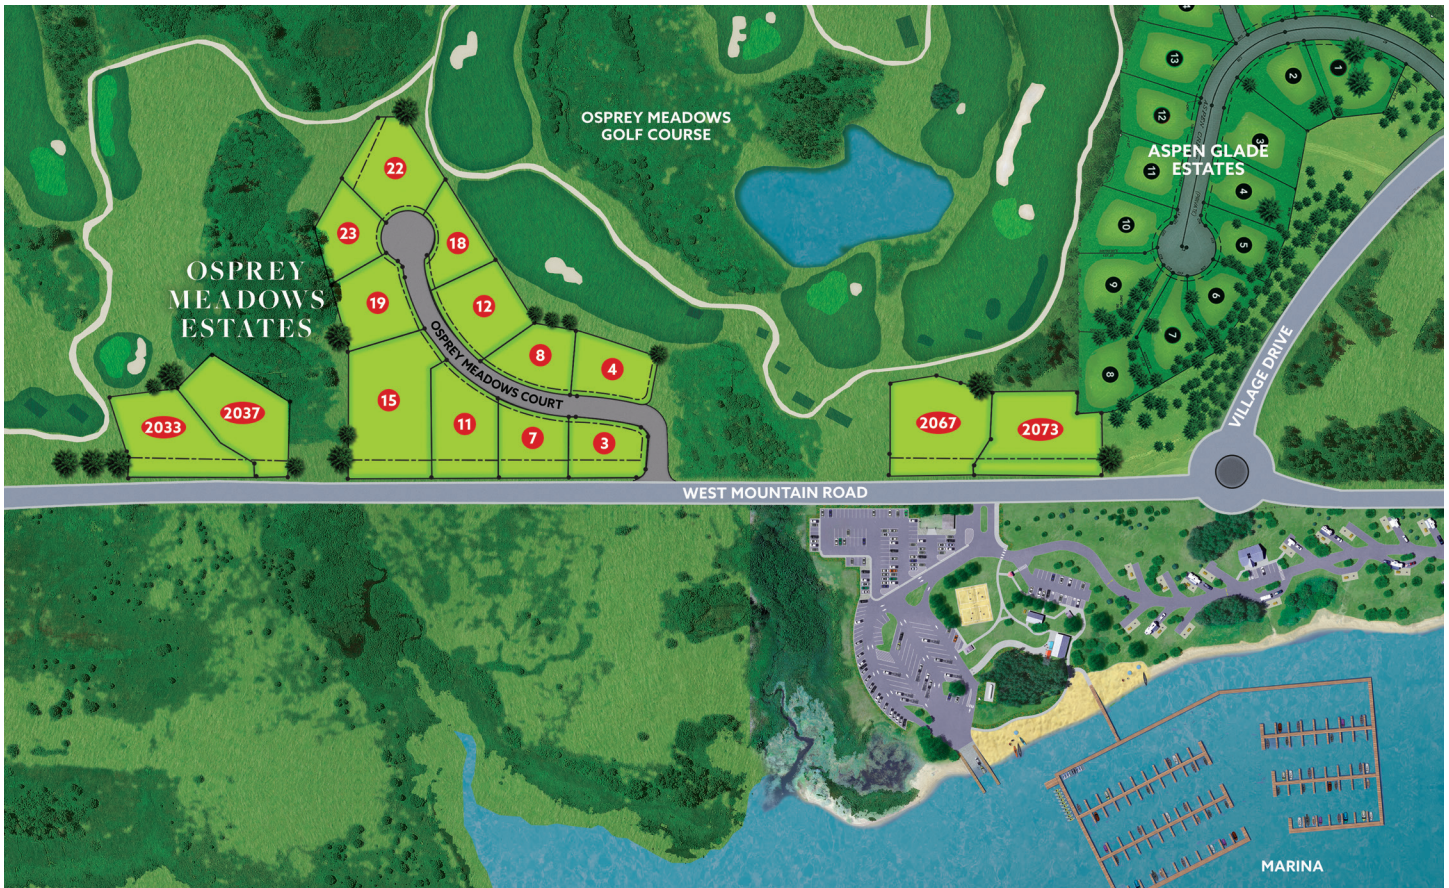 OSPREY MEADOWS
GOLF COURSE
ASPEN GLADE
ESTATES
13
12
11
10
9
8
7
6
5
4
3
2
1
22
23
18
19
12
8
4
15
11
7
3
OSPREY
MEADOWS
ESTATES
OSPREY MEADOWS COURT
2033
2037
2067
2073
VILLAGE DRIVE
WEST MOUNTAIN ROAD
MARINA